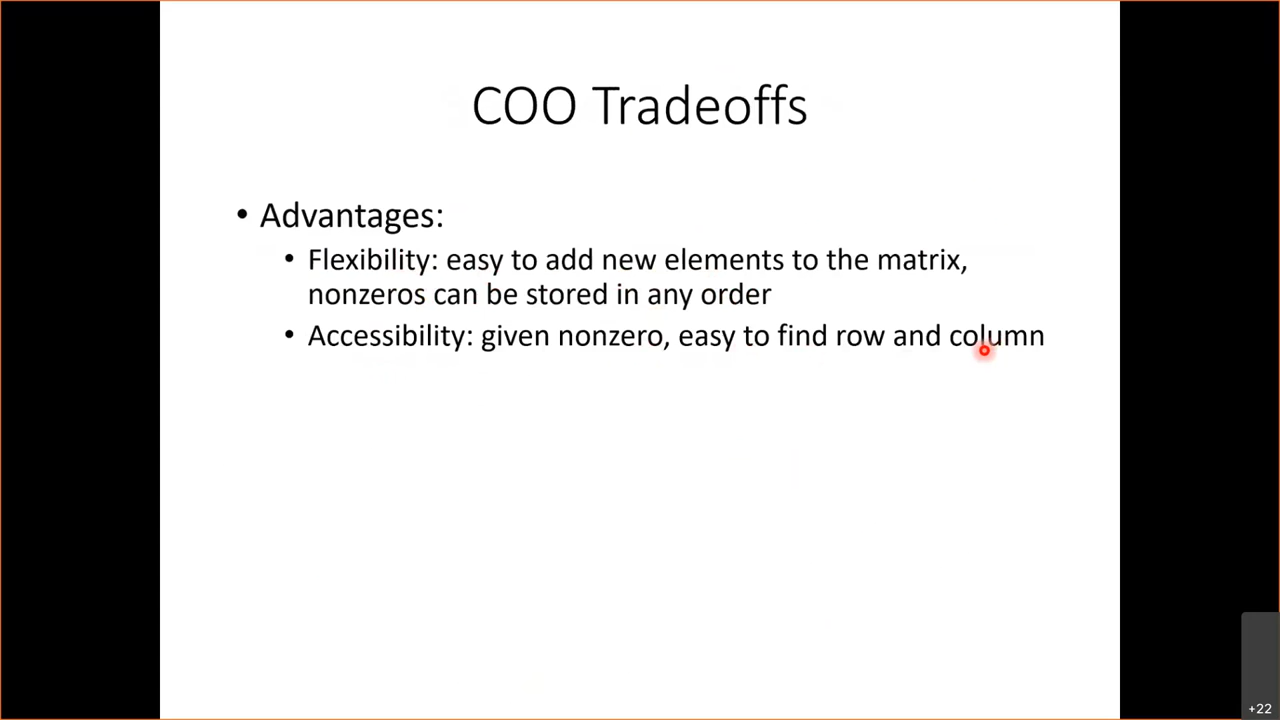 COO Tradeoffs
• Advantages:
• Flexibility: easy to add new elements to the matrix,
nonzeros can be stored in any order
• Accessibility: given nonzero, easy to find row and column
+22